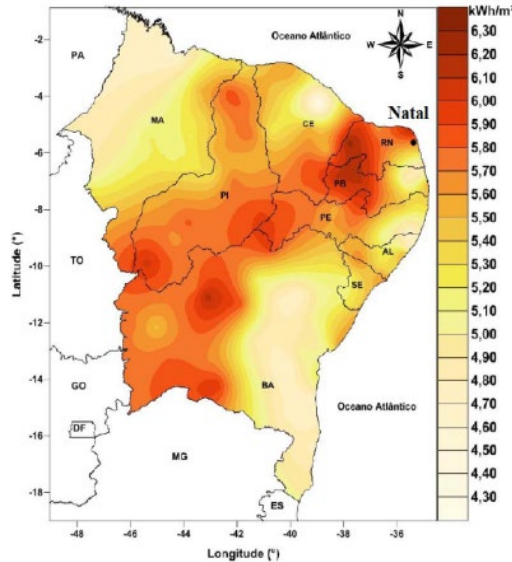 kWh/m²
0
-2
-4
-6
-8
-10
-12
-14
-16
-18
Latitude (°)
-48
-46
-44
-42
-40
-38
-36
Longitude (°)
Oceano Atlântico
N
W
E
S
PA
MA
CE
Natal
RN
PB
PI
PE
AL
SE
TO
BA
GO
DF
MG
ES
Oceano Atlântico
6,30
6,20
6,10
6,00
5,90
5,80
5,70
5,60
5,50
5,40
5,30
5,20
5,10
5,00
4,90
4,80
4,70
4,60
4,50
4,40
4,30